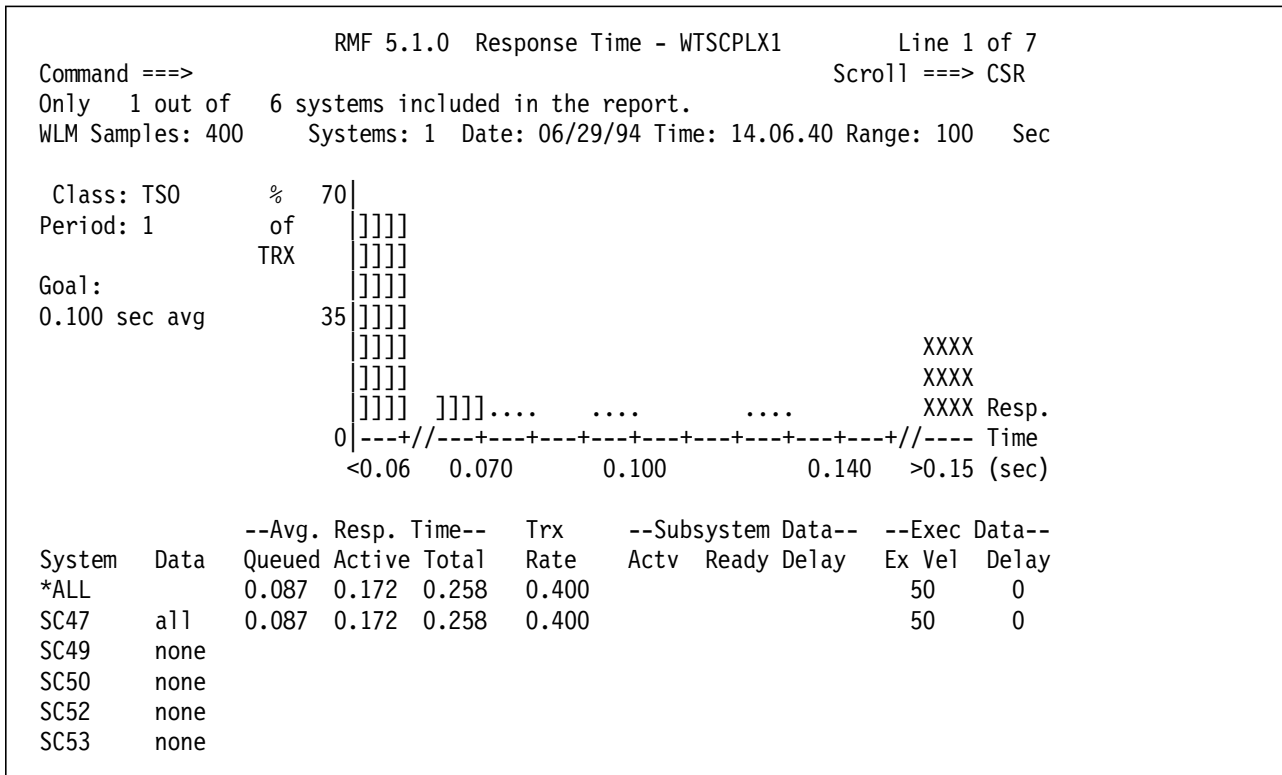 RMF 5.1.0  Response Time - WTSCPLX1          Line 1 of 7
Command ===>                                          Scroll ===> CSR
Only   1 out of   6 systems included in the report.
WLM Samples: 400     Systems: 1  Date: 06/29/94 Time: 14.06.40 Range: 100   Sec
 Class: TSO       %   70|
Period: 1         of    |]]]]
                 TRX    |]]]]
Goal:                   |]]]]
0.100 sec avg         35|]]]]
                        |]]]]                                        XXXX
                        |]]]]                                        XXXX
                        |]]]]  ]]]]....    ....        ....          XXXX Resp.
                       0|---+//---+---+---+---+---+---+---+---+---+//---- Time
                        <0.06   0.070       0.100           0.140   >0.15 (sec)
                --Avg. Resp. Time--   Trx    --Subsystem Data--  --Exec Data--
System   Data   Queued Active Total   Rate   Actv  Ready Delay   Ex Vel  Delay
*ALL            0.087  0.172  0.258   0.400                        50      0
SC47     all    0.087  0.172  0.258   0.400                        50      0
SC49     none
SC50     none
SC52     none
SC53     none